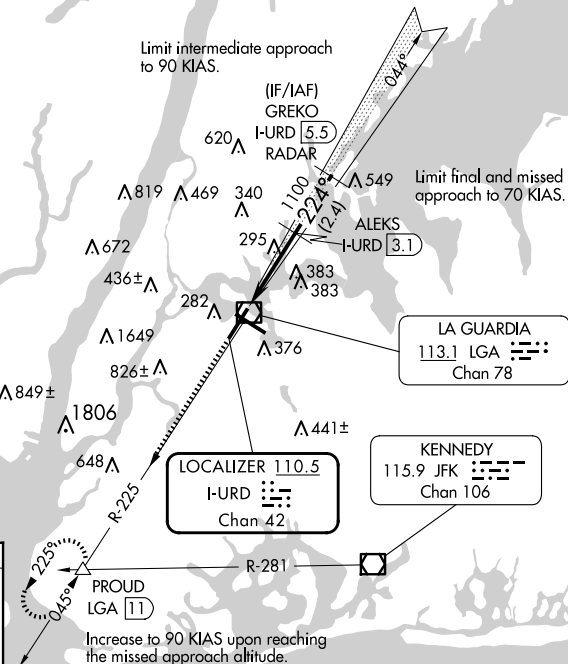 Limit intermediate approach
to 90 KIAS.
044°
(IF/IAF)
GREKO
I-URD 5.5
RADAR
620
549
Limit final and missed
approach to 70 KIAS.
1100
224°
(2.4)
819
469
340
ALEKS
I-URD 3.1
295
672
383
383
436±
282
LA GUARDIA
113.1 LGA
Chan 78
1649
376
826±
849±
1806
441±
KENNEDY
115.9 JFK
Chan 106
648
LOCALIZER 110.5
I-URD
Chan 42
R-225
225°
R-281
045°
PROUD
LGA 11
Increase to 90 KIAS upon reaching
the missed approach altitude.